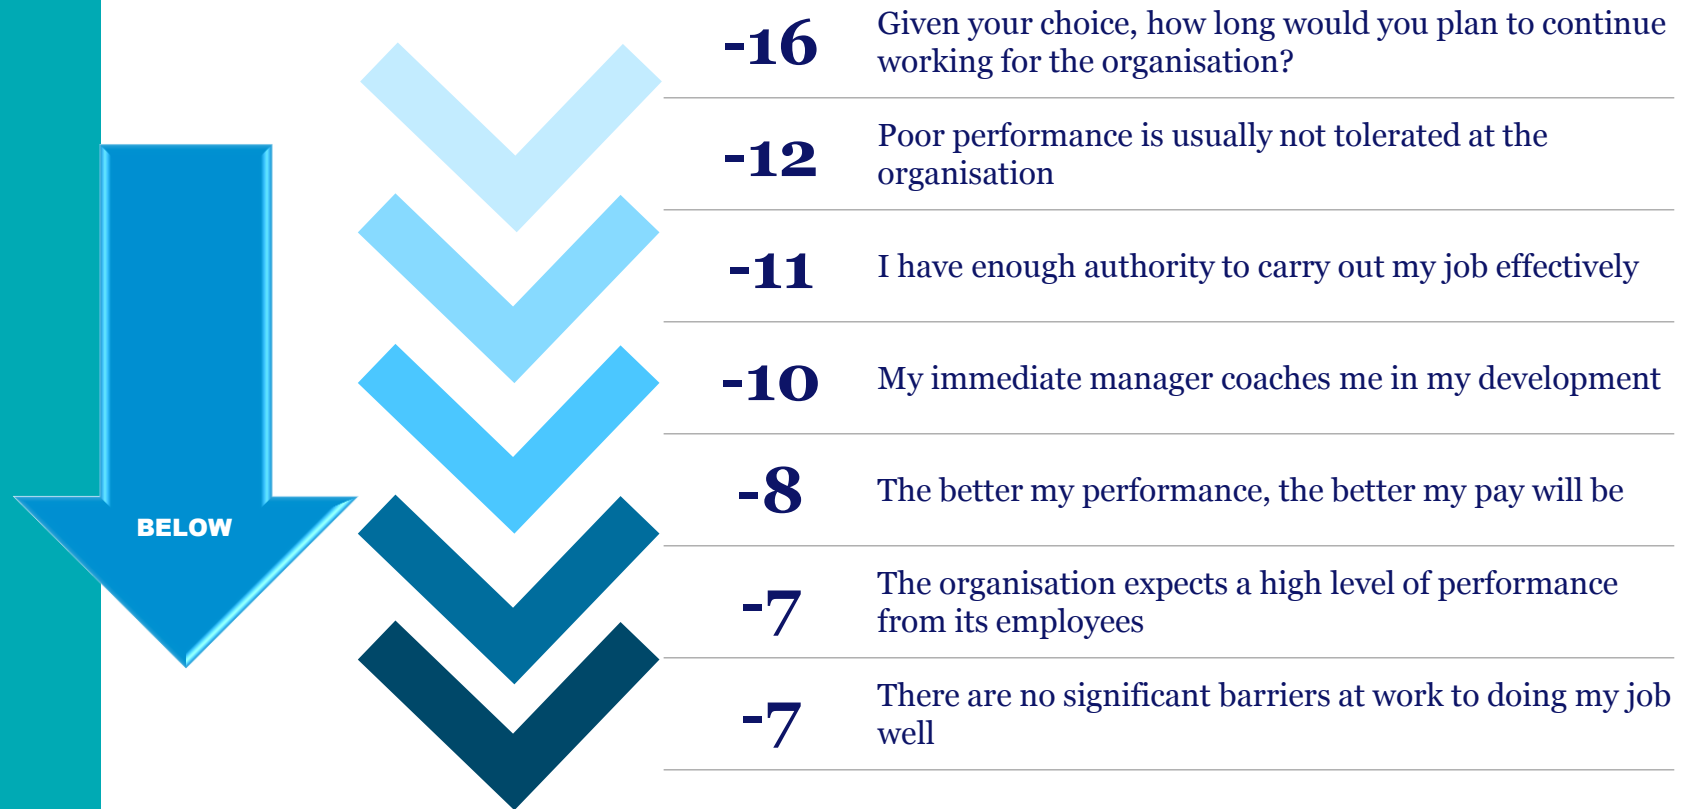 -16
Given your choice, how long would you plan to continue
working for the organisation?
-12
Poor performance is usually not tolerated at the
organisation
-11
I have enough authority to carry out my job effectively
-10
My immediate manager coaches me in my development
-8
The better my performance, the better my pay will be
BELOW
-7
The organisation expects a high level of performance
from its employees
-7
There are no significant barriers at work to doing my job
well